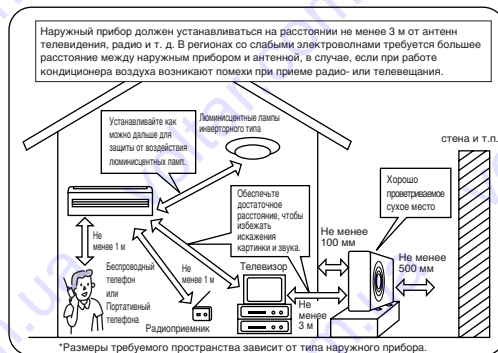 Наружный прибор должен устанавливаться на расстоянии не менее 3 м от антенн
телевидения, радио и т. д. В регионах со слабыми электроволнами требуется большее
расстояние между наружным прибором и антенной, в случае, если при работе
кондиционера воздуха возникают помехи при приеме радио- или телевещания.
Устанавливайте как
можно дальше для
защиты от воздействия
люминисцентных ламп.
Люминисцентные лампы
инверторного типа
стена и т.п.
Обеспечьте
достаточное
расстояние, чтобы
избежать
искажения
картинки и звука.
Хорошо
проветриваемое
сухое место
Не
менее 1 м
Беспроводный
телефон
или
Портативный
телефона
Не
менее 1 м
Радиоприемник
Телевизор
Не менее
100 мм
Не менее
500 мм
Не
менее
3 м
*Размеры требуемого пространства зависит от типа наружного прибора.